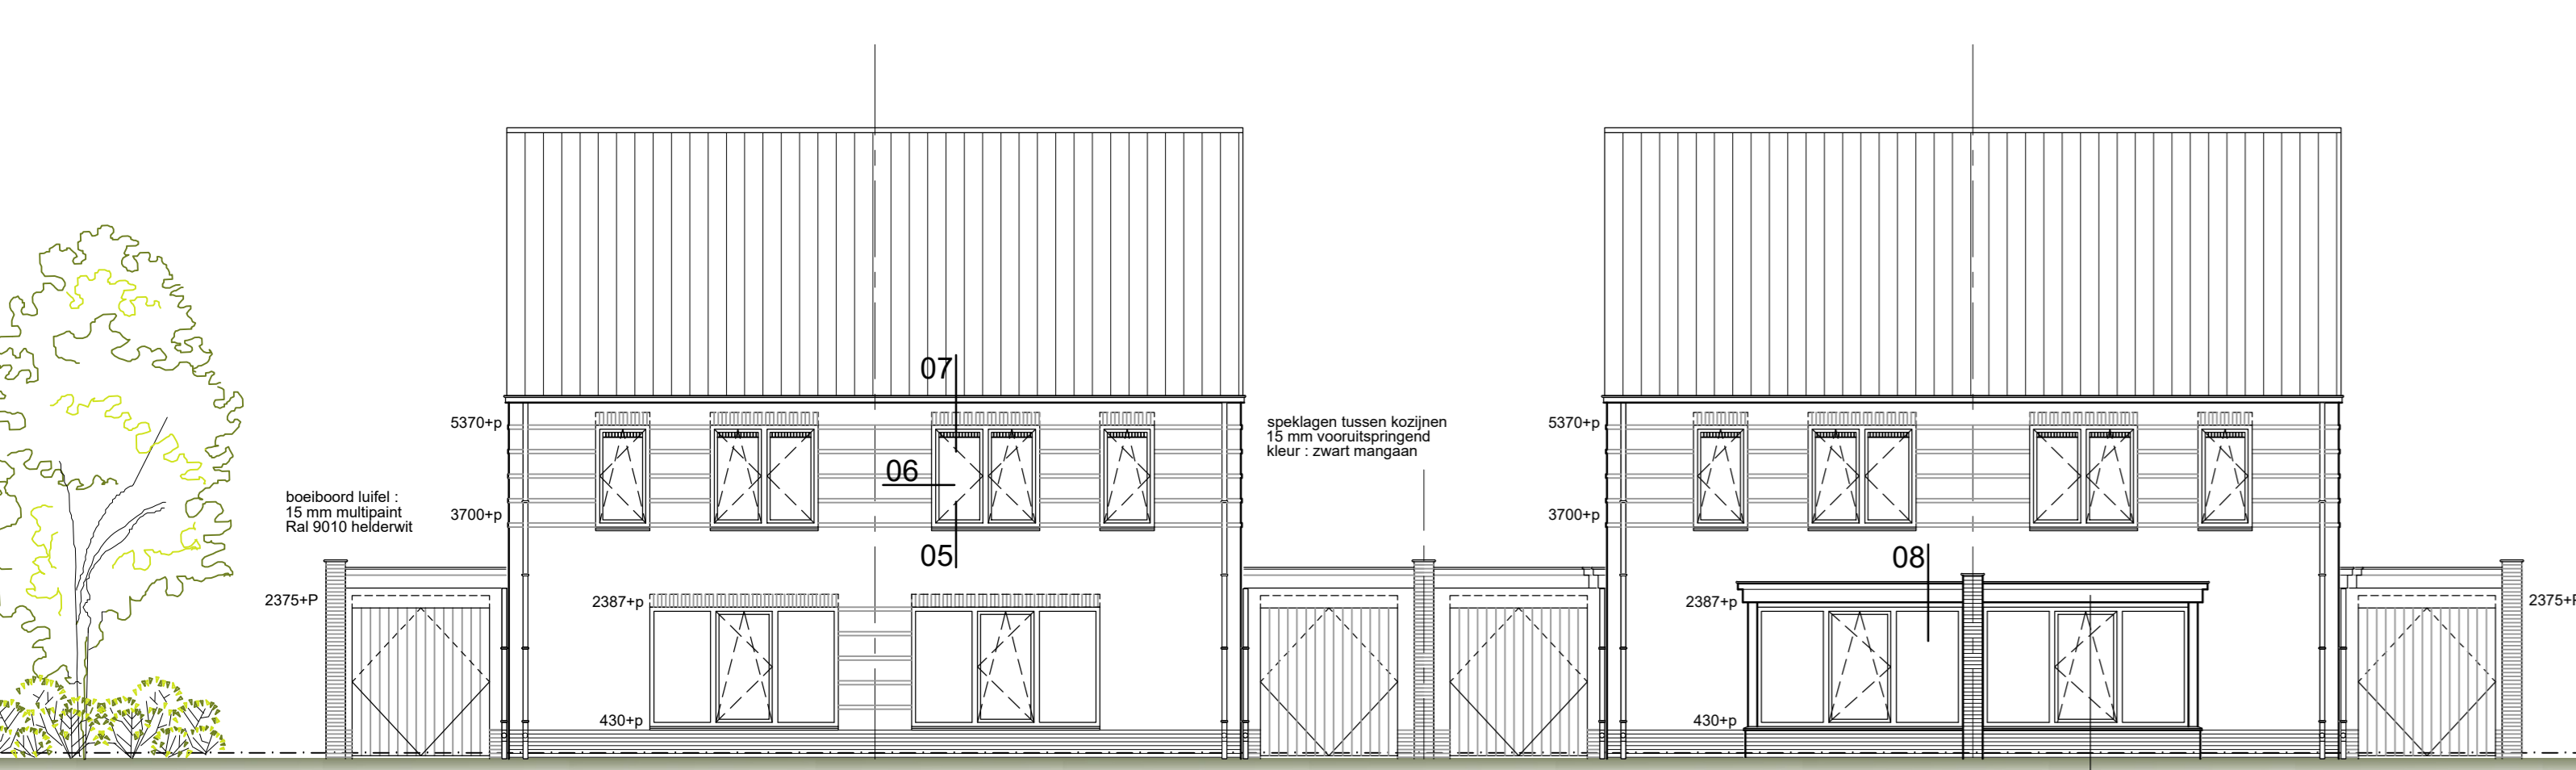 07
5370+p
speklagen tussen kozijnen
15 mm vooruitspringend
kleur : zwart mangaan
5370+p
06
boeiboord luifel :
15 mm multipaint
Ral 9010 helderwit
3700+p
3700+p
05
08
2375+P
2387+p
2387+p
2375+P
430+p
430+p